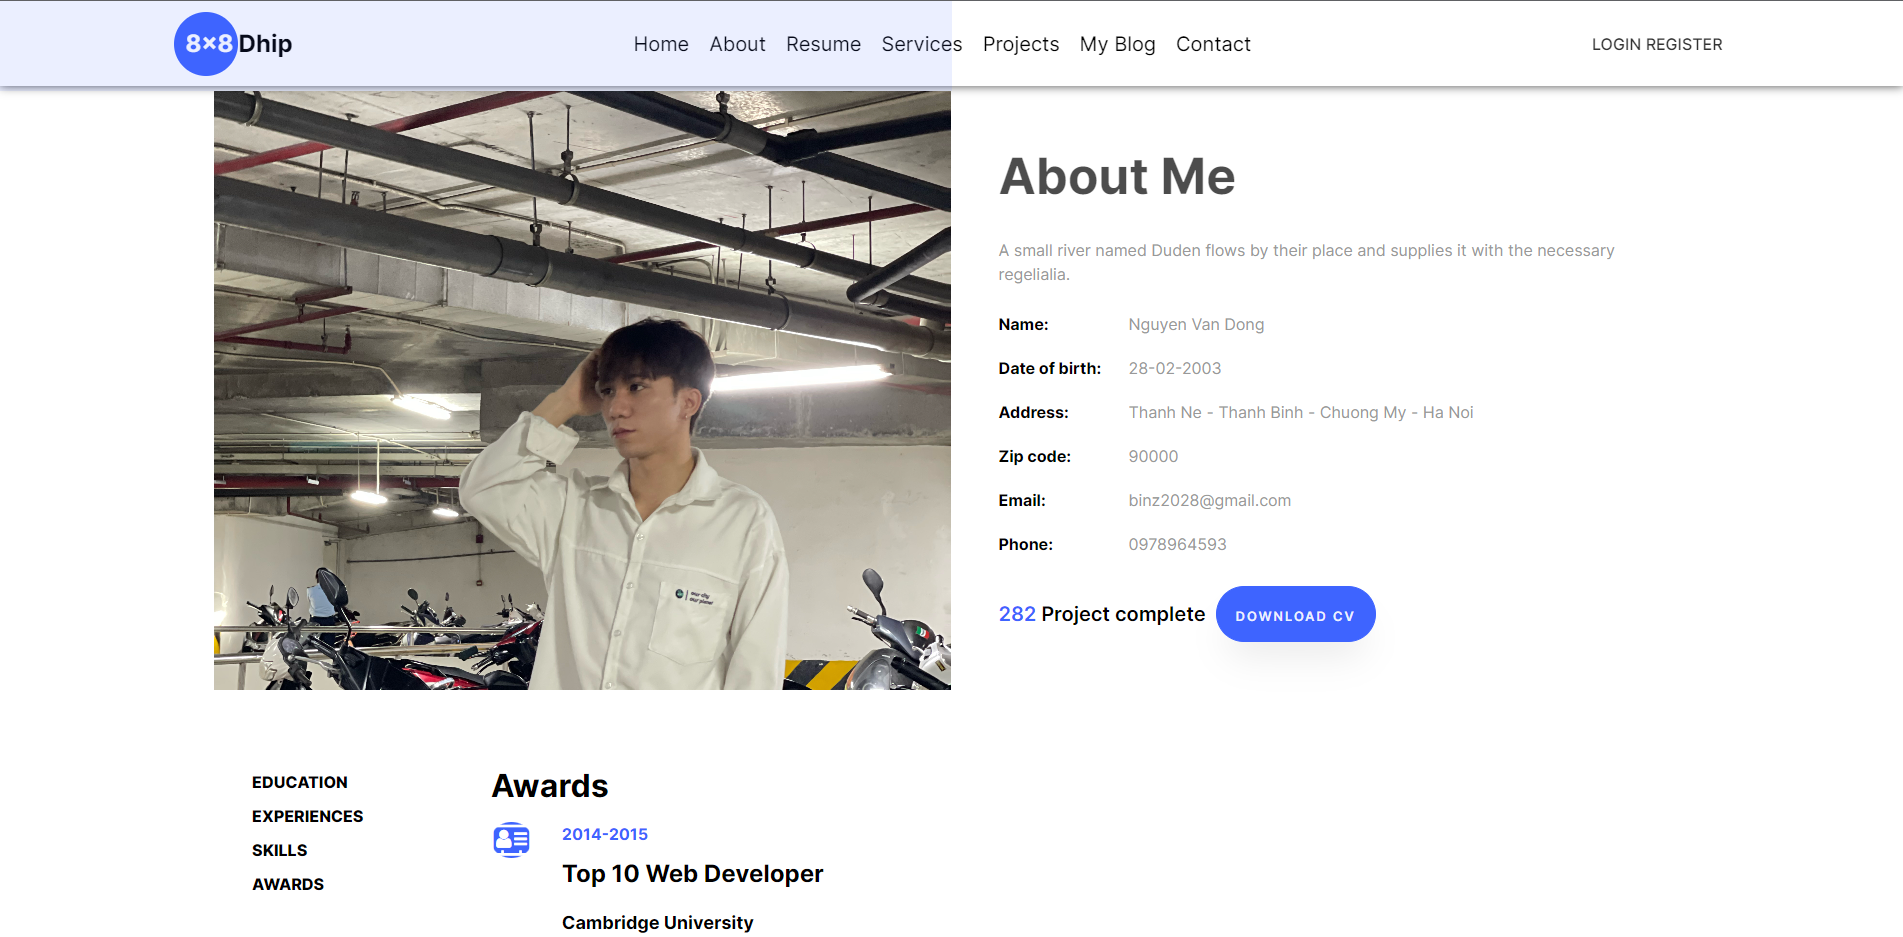 8×8 Dhip
Home About Resume Services Projects My Blog Contact
LOGIN REGISTER
our city
our planet
About Me
A small river named Duden flows by their place and supplies it with the necessary
regelialia.
Name: Nguyen Van Dong
Date of birth: 28-02-2003
Address: Thanh Ne - Thanh Binh - Chuong My - Ha Noi
Zip code: 90000
Email: binz2028@gmail.com
Phone: 0978964593
282 Project complete
DOWNLOAD CV
EDUCATION
EXPERIENCES
SKILLS
AWARDS
Awards
2014-2015
Top 10 Web Developer
Cambridge University